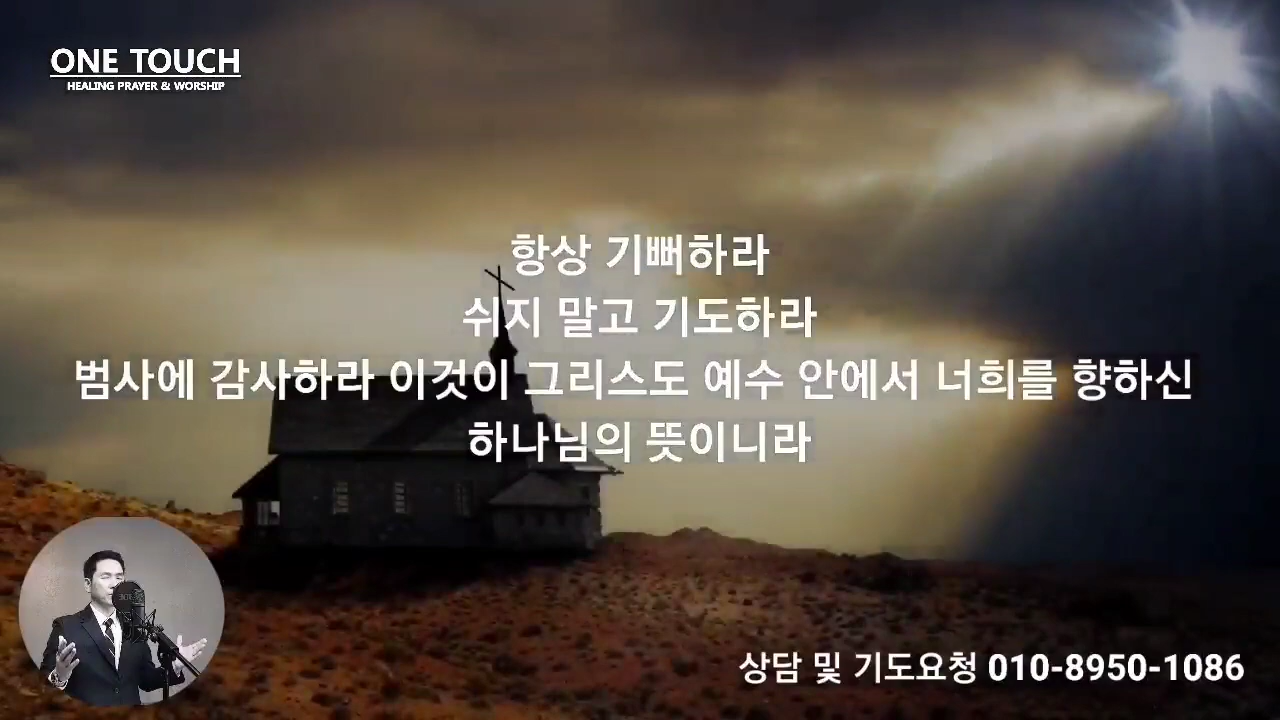 ONE TOUCH
HEALING PRAYER & WORSHIP
항상 기뻐하라
쉬지 말고 기도하라
범사에 감사하라 이것이 그리스도 예수 안에서 너희를 향하신
하나님의 뜻이니라
상담 및 기도요청 010-8950-1086